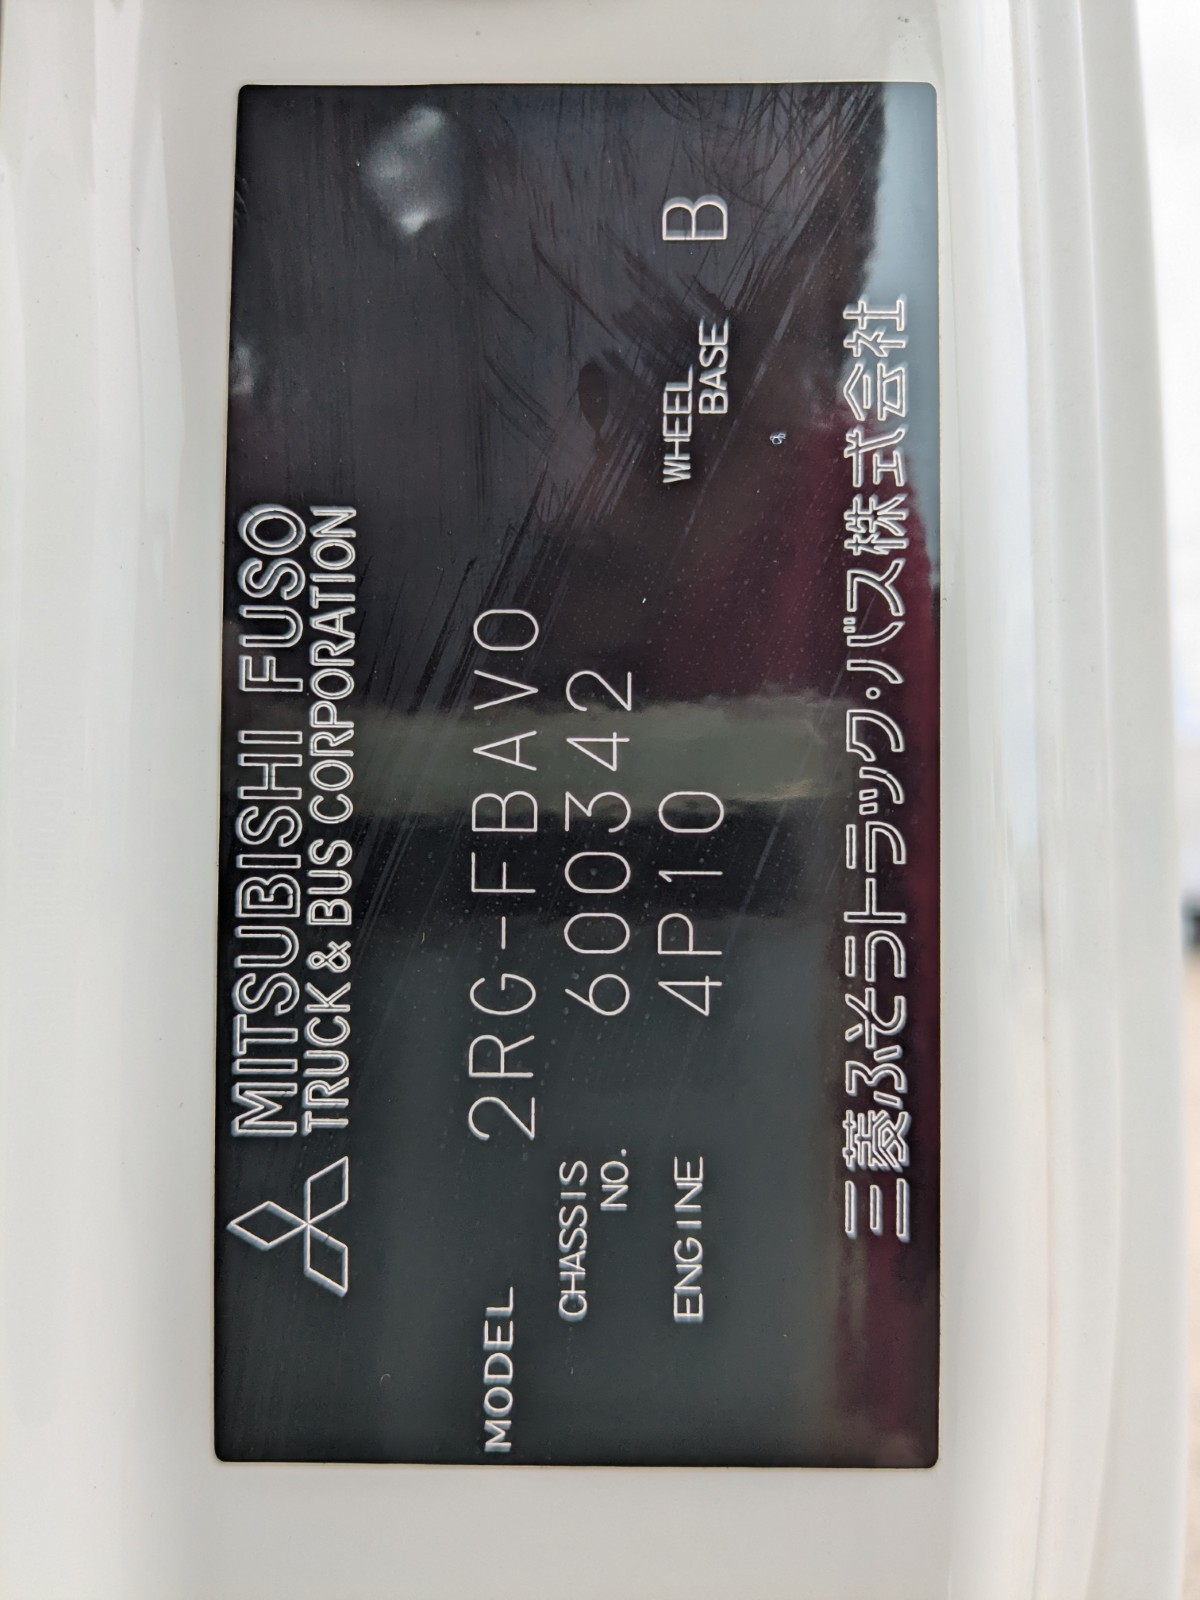 MITSUBISHI FUSO
TRUCK & BUS CORPORATION
MODEL 2RG-FBAV0
CHASSIS NO. 600342
ENGINE 4P10
WHEEL BASE B
三菱ふそうトラック・バス株式会社